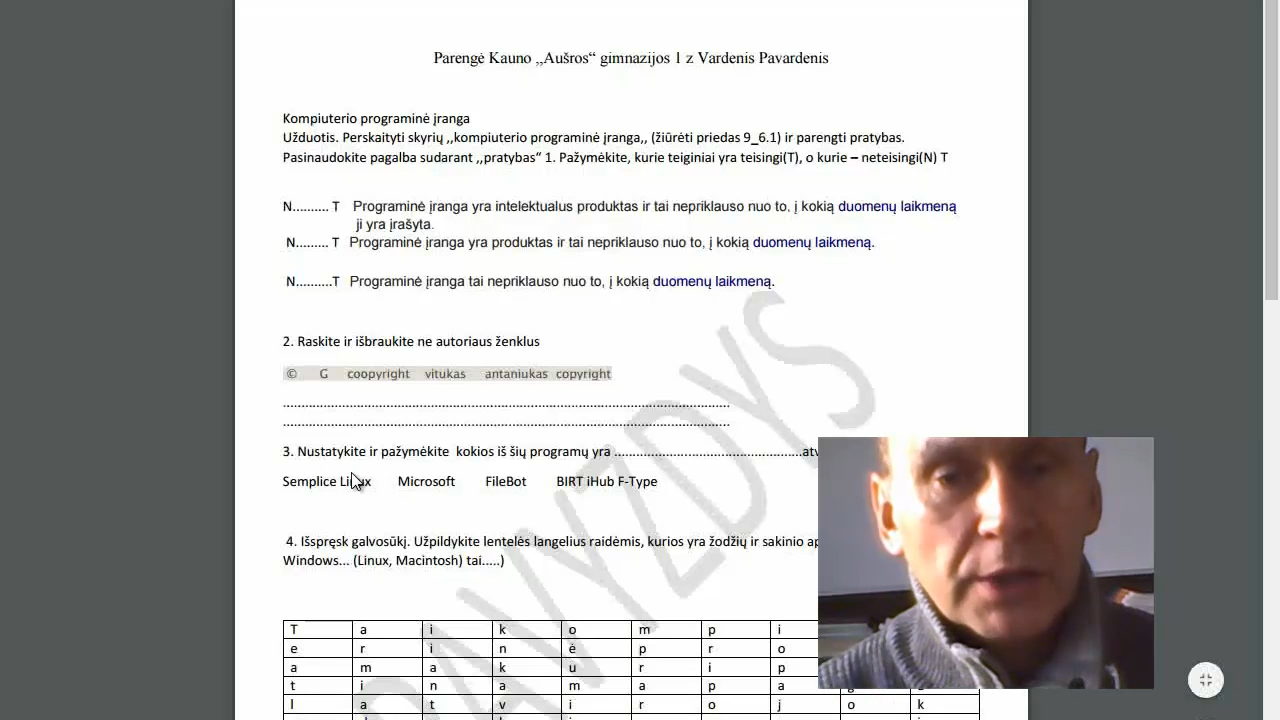 Parengė Kauno ,,Aušros“ gimnazijos 1 z Vardenis Pavardenis
Kompiuterio programinė įranga
Užduotis. Perskaityti skyrių ,,kompiuterio programinė įranga,, (žiūrėti priedas 9_6.1) ir parengti pratybas.
Pasinaudokite pagalba sudarant ,,pratybas“ 1. Pažymėkite, kurie teiginiai yra teisingi(T), o kurie – neteisingi(N) T
N.......... T Programinė įranga yra intelektualus produktas ir tai nepriklauso nuo to, į kokią duomenų laikmeną
ji yra įrašyta.
N......... T Programinė įranga yra produktas ir tai nepriklauso nuo to, į kokią duomenų laikmeną.
N..........T Programinė įranga tai nepriklauso nuo to, į kokią duomenų laikmeną.
2. Raskite ir išbraukite ne autoriaus ženklus
© G coopyright vitukas antaniukas copyright
3. Nustatykite ir pažymėkite kokios iš šių programų yra ...............................................atv
Semplice Linux Microsoft FileBot BIRT iHub F-Type
4. Išspręsk galvosūkį. Užpildykite lentelės langelius raidėmis, kurios yra žodžių ir sakinio ap
Windows... (Linux, Macintosh) tai.....)
T a i k o m p i
e r i n ė p r o
a m a k u r i p
t i n a m a p a
l a t v i r o j o k
PAVYZDYS